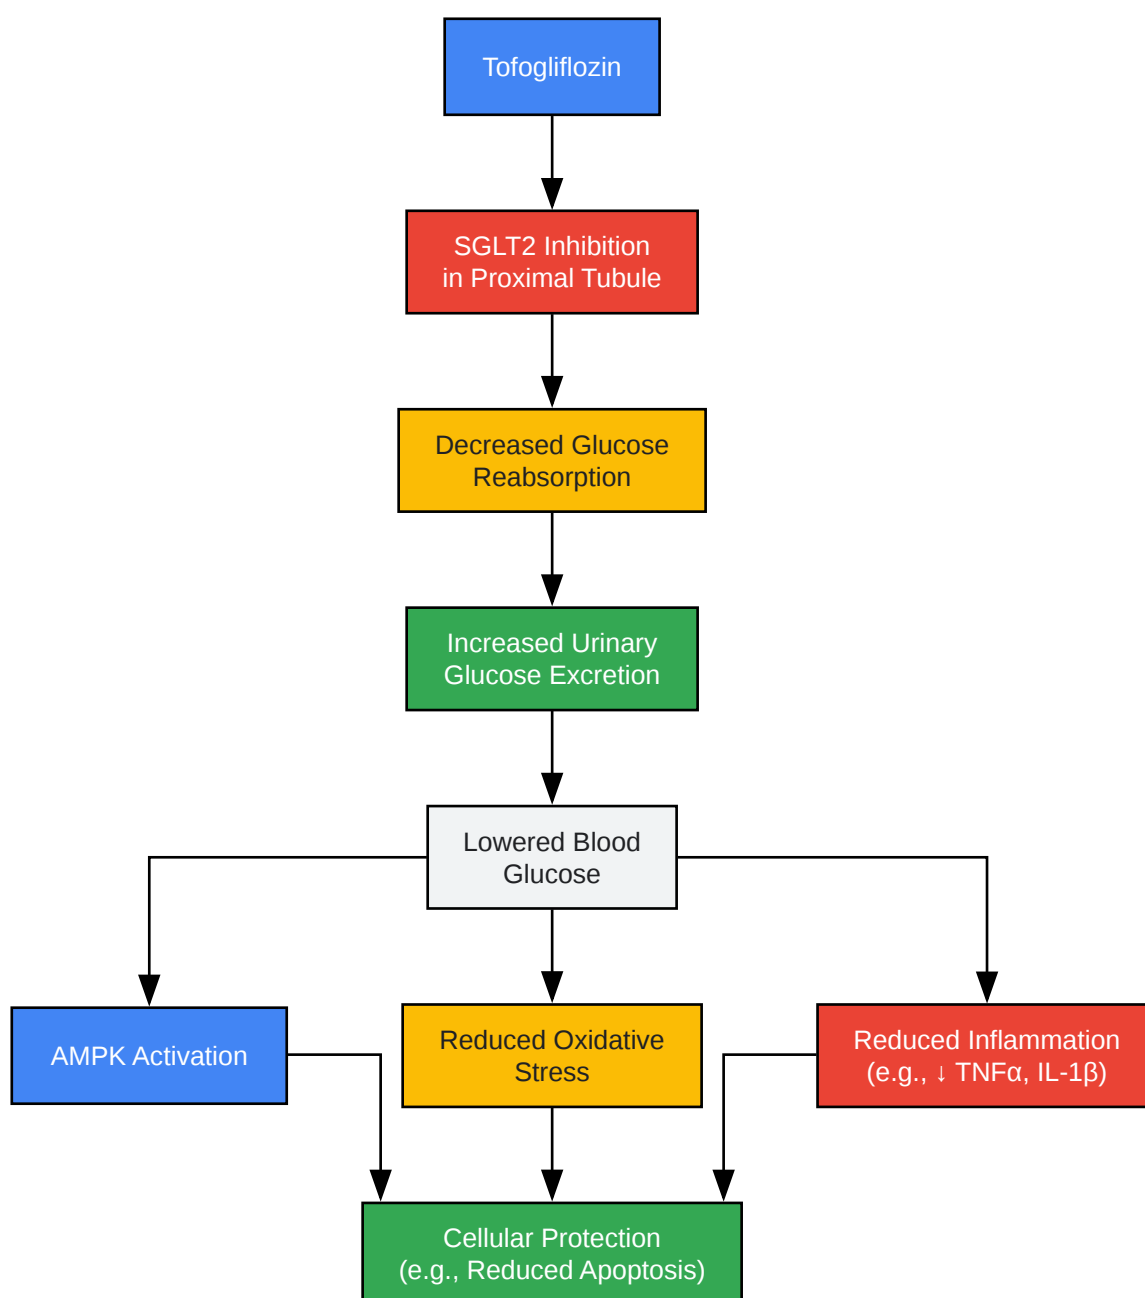 Tofogliflozin
SGLT2 Inhibition
in Proximal Tubule
Decreased Glucose
Reabsorption
Increased Urinary
Glucose Excretion
Lowered Blood
Glucose
AMPK Activation
Reduced Oxidative
Stress
Reduced Inflammation
(e.g., ↓ TNFα, IL-1β)
Cellular Protection
(e.g., Reduced Apoptosis)